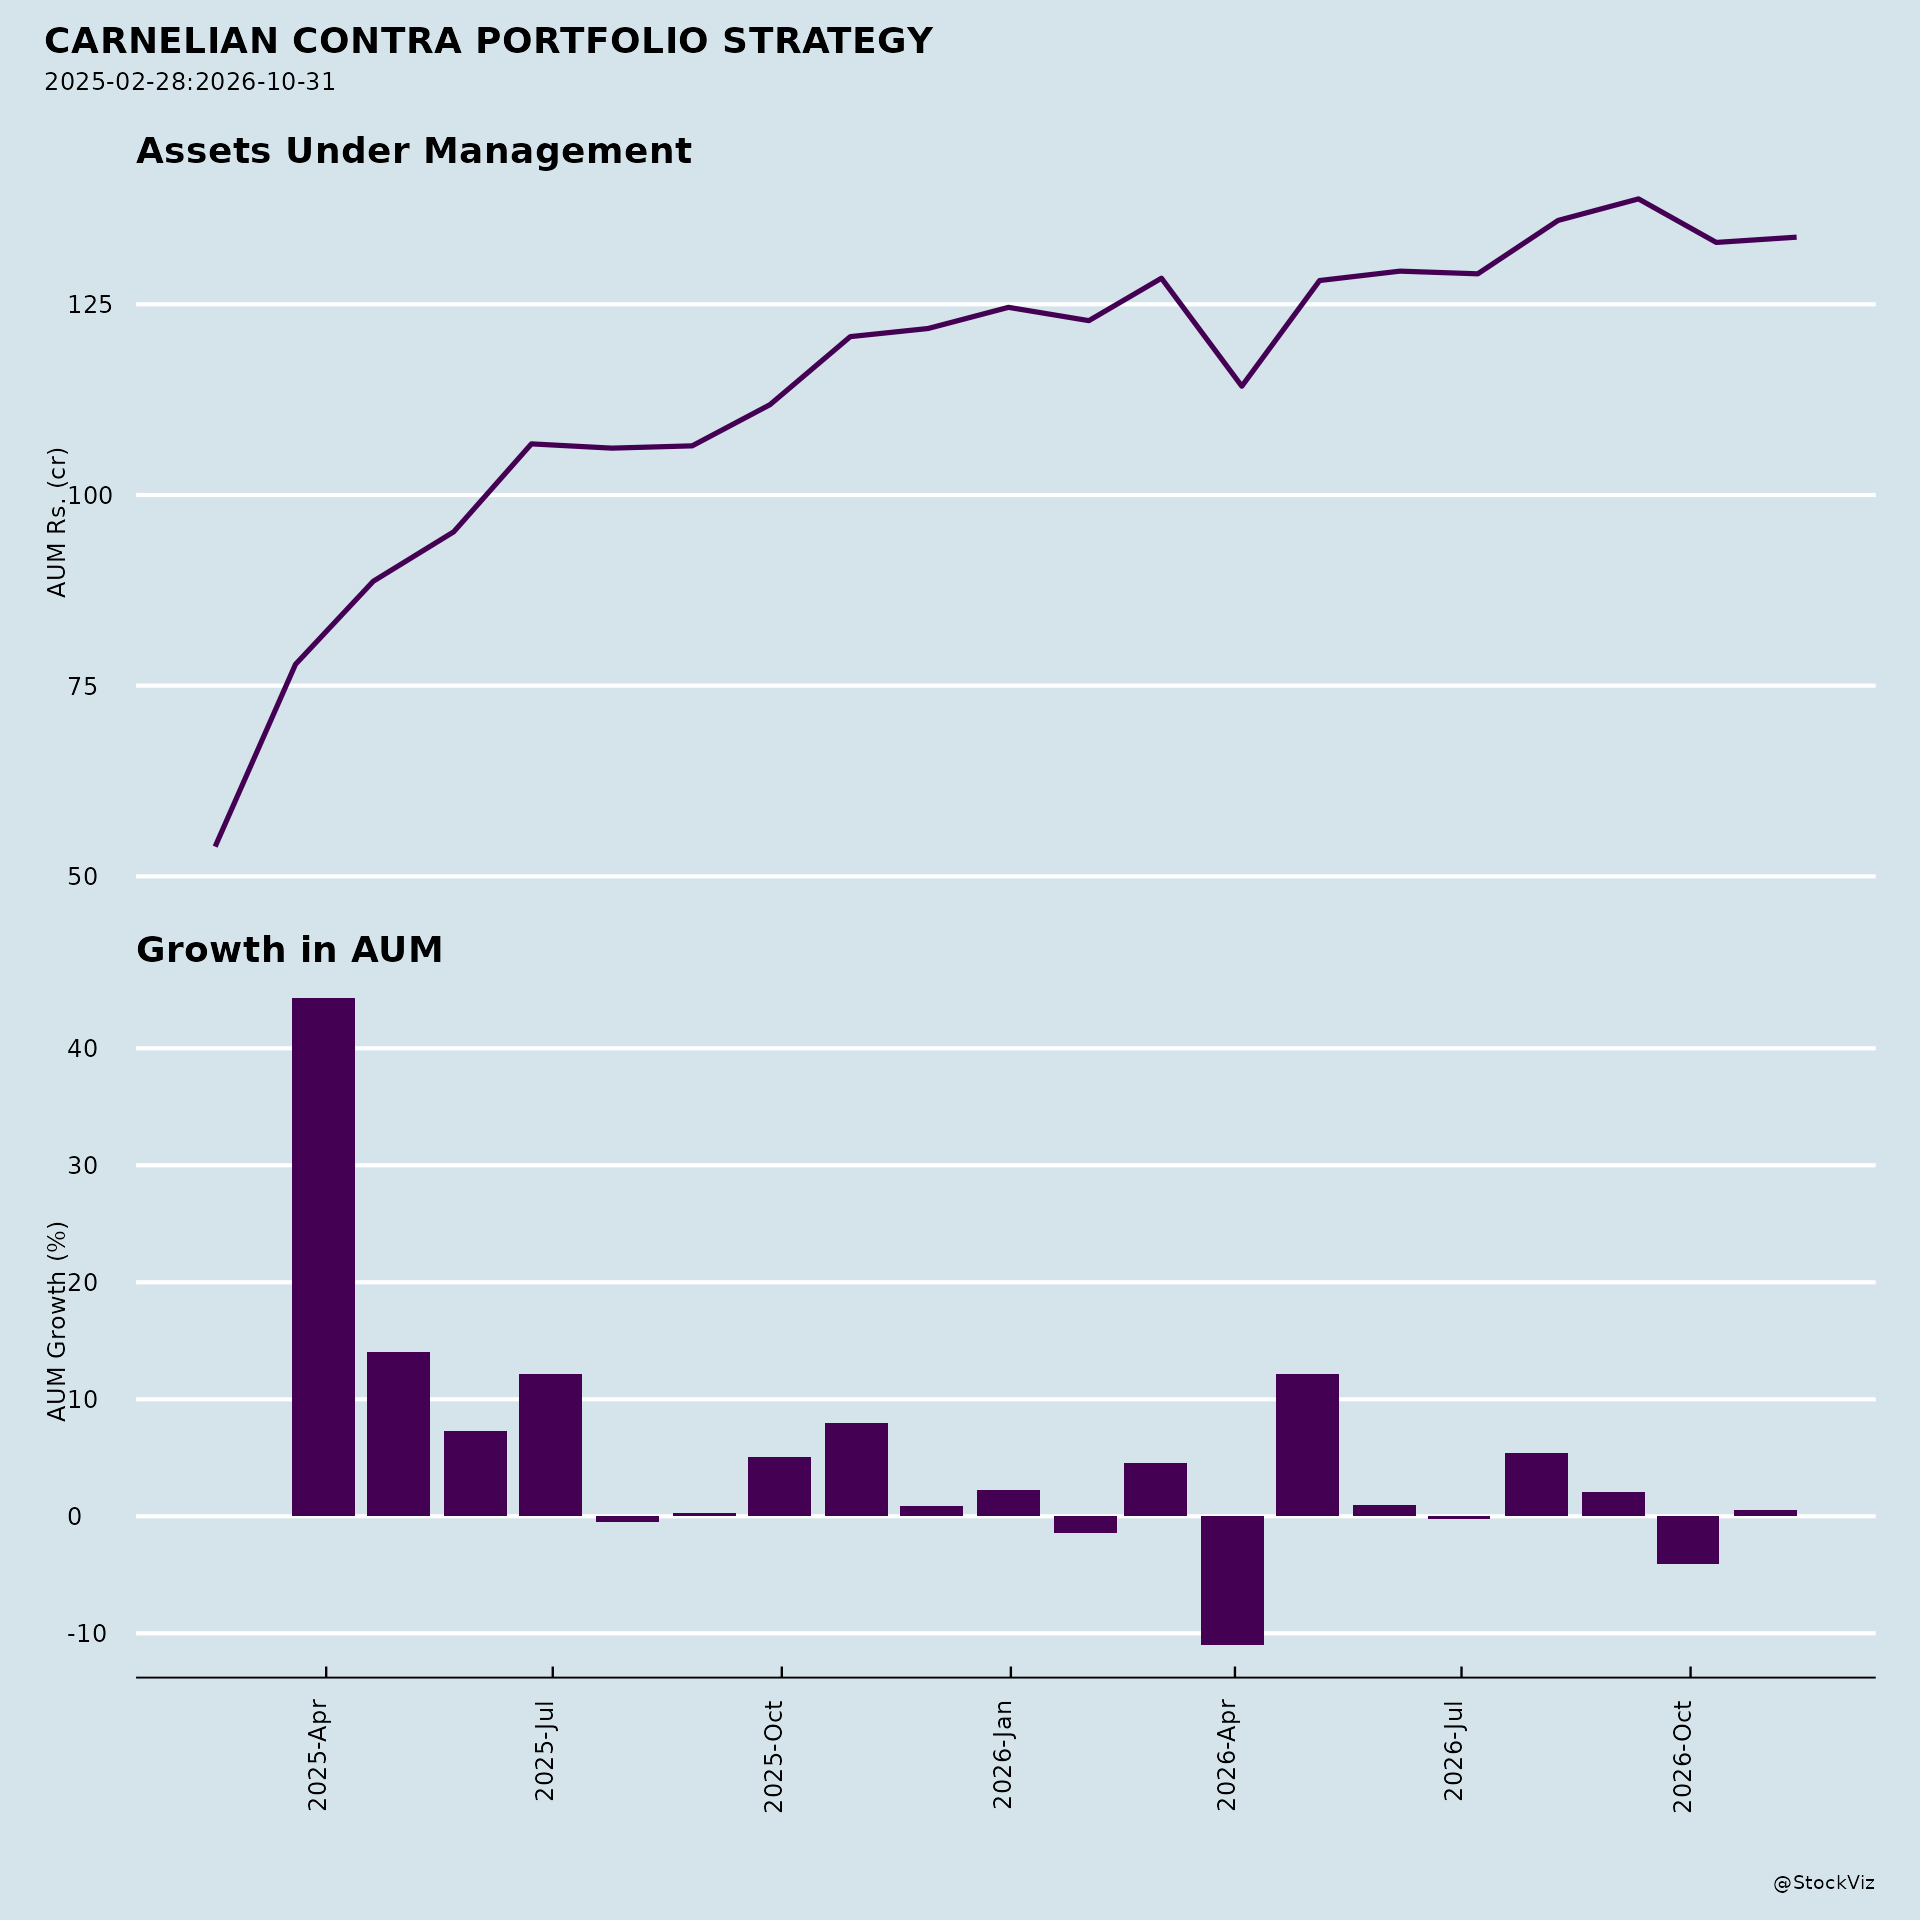 CARNELIAN CONTRA PORTFOLIO STRATEGY
2025-02-28:2026-10-31
Assets Under Management
AUM Rs. (cr)
125
100
75
50
Growth in AUM
AUM Growth (%)
40
30
20
10
0
-10
2025-Apr
2025-Jul
2025-Oct
2026-Jan
2026-Apr
2026-Jul
2026-Oct
@StockViz